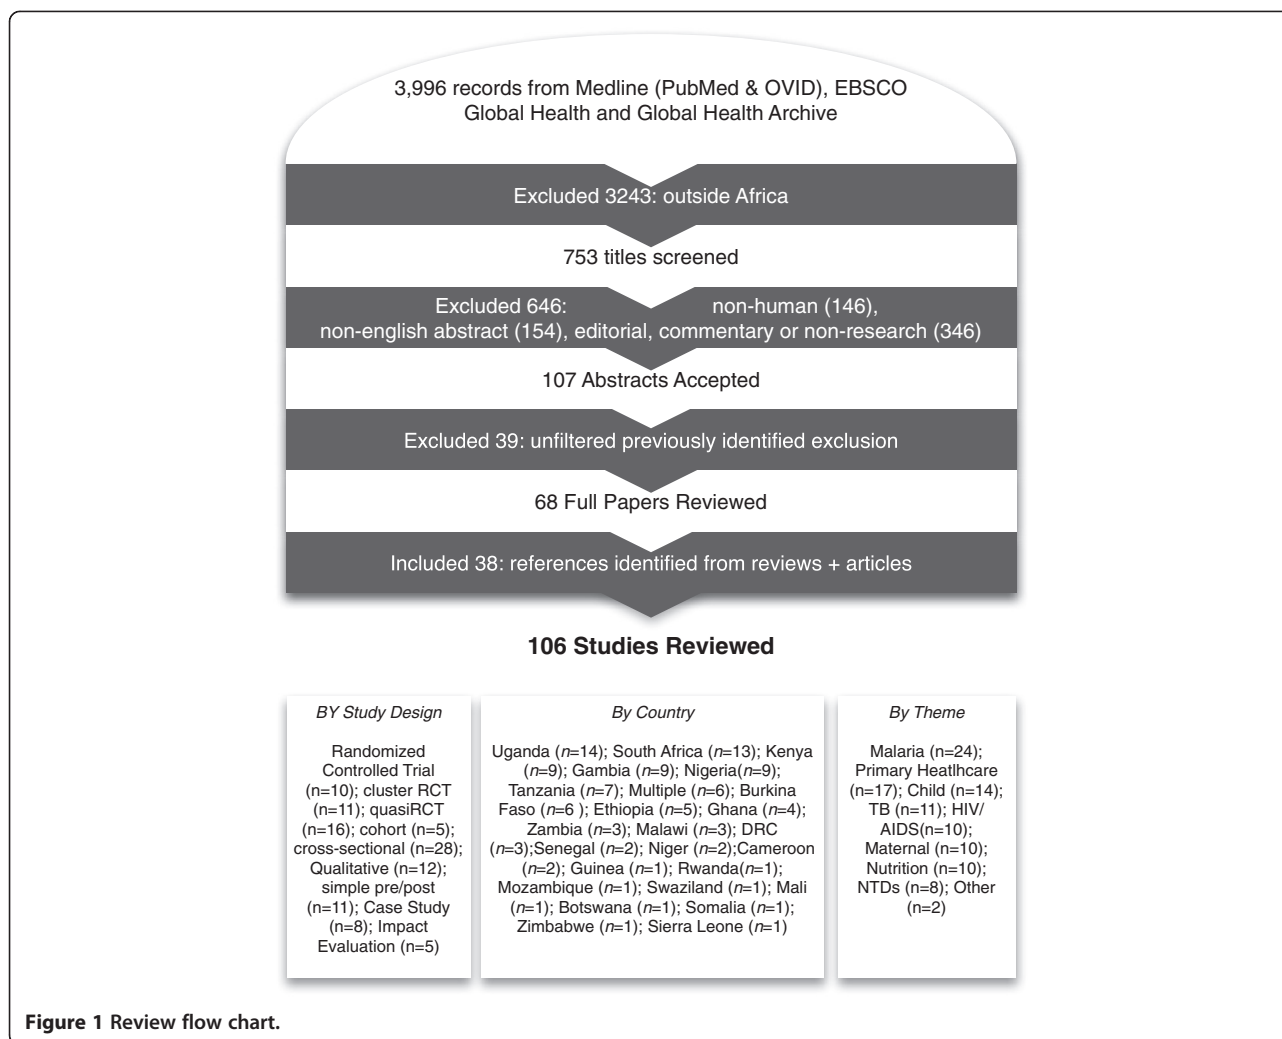 3,996 records from Medline (PubMed & OVID), EBSCO
Global Health and Global Health Archive
Excluded 3243: outside Africa
753 titles screened
Excluded 646: non-human (146),
non-english abstract (154), editorial, commentary or non-research (346)
107 Abstracts Accepted
Excluded 39: unfiltered previously identified exclusion
68 Full Papers Reviewed
Included 38: references identified from reviews + articles
106 Studies Reviewed
BY Study Design
Randomized
Controlled Trial
(n=10); cluster RCT
(n=11); quasiRCT
(n=16); cohort (n=5);
cross-sectional (n=28);
Qualitative (n=12);
simple pre/post
(n=11); Case Study
(n=8); Impact
Evaluation (n=5)
By Country
Uganda (n=14); South Africa (n=13); Kenya
(n=9); Gambia (n=9); Nigeria(n=9);
Tanzania (n=7); Multiple (n=6); Burkina
Faso (n=6 ); Ethiopia (n=5); Ghana (n=4);
Zambia (n=3); Malawi (n=3); DRC
(n=3);Senegal (n=2); Niger (n=2);Cameroon
(n=2); Guinea (n=1); Rwanda(n=1);
Mozambique (n=1); Swaziland (n=1); Mali
(n=1); Botswana (n=1); Somalia (n=1);
Zimbabwe (n=1); Sierra Leone (n=1)
By Theme
Malaria (n=24);
Primary Heatlhcare
(n=17); Child (n=14);
TB (n=11); HIV/
AIDS(n=10);
Maternal (n=10);
Nutrition (n=10);
NTDs (n=8); Other
(n=2)
Figure 1 Review flow chart.